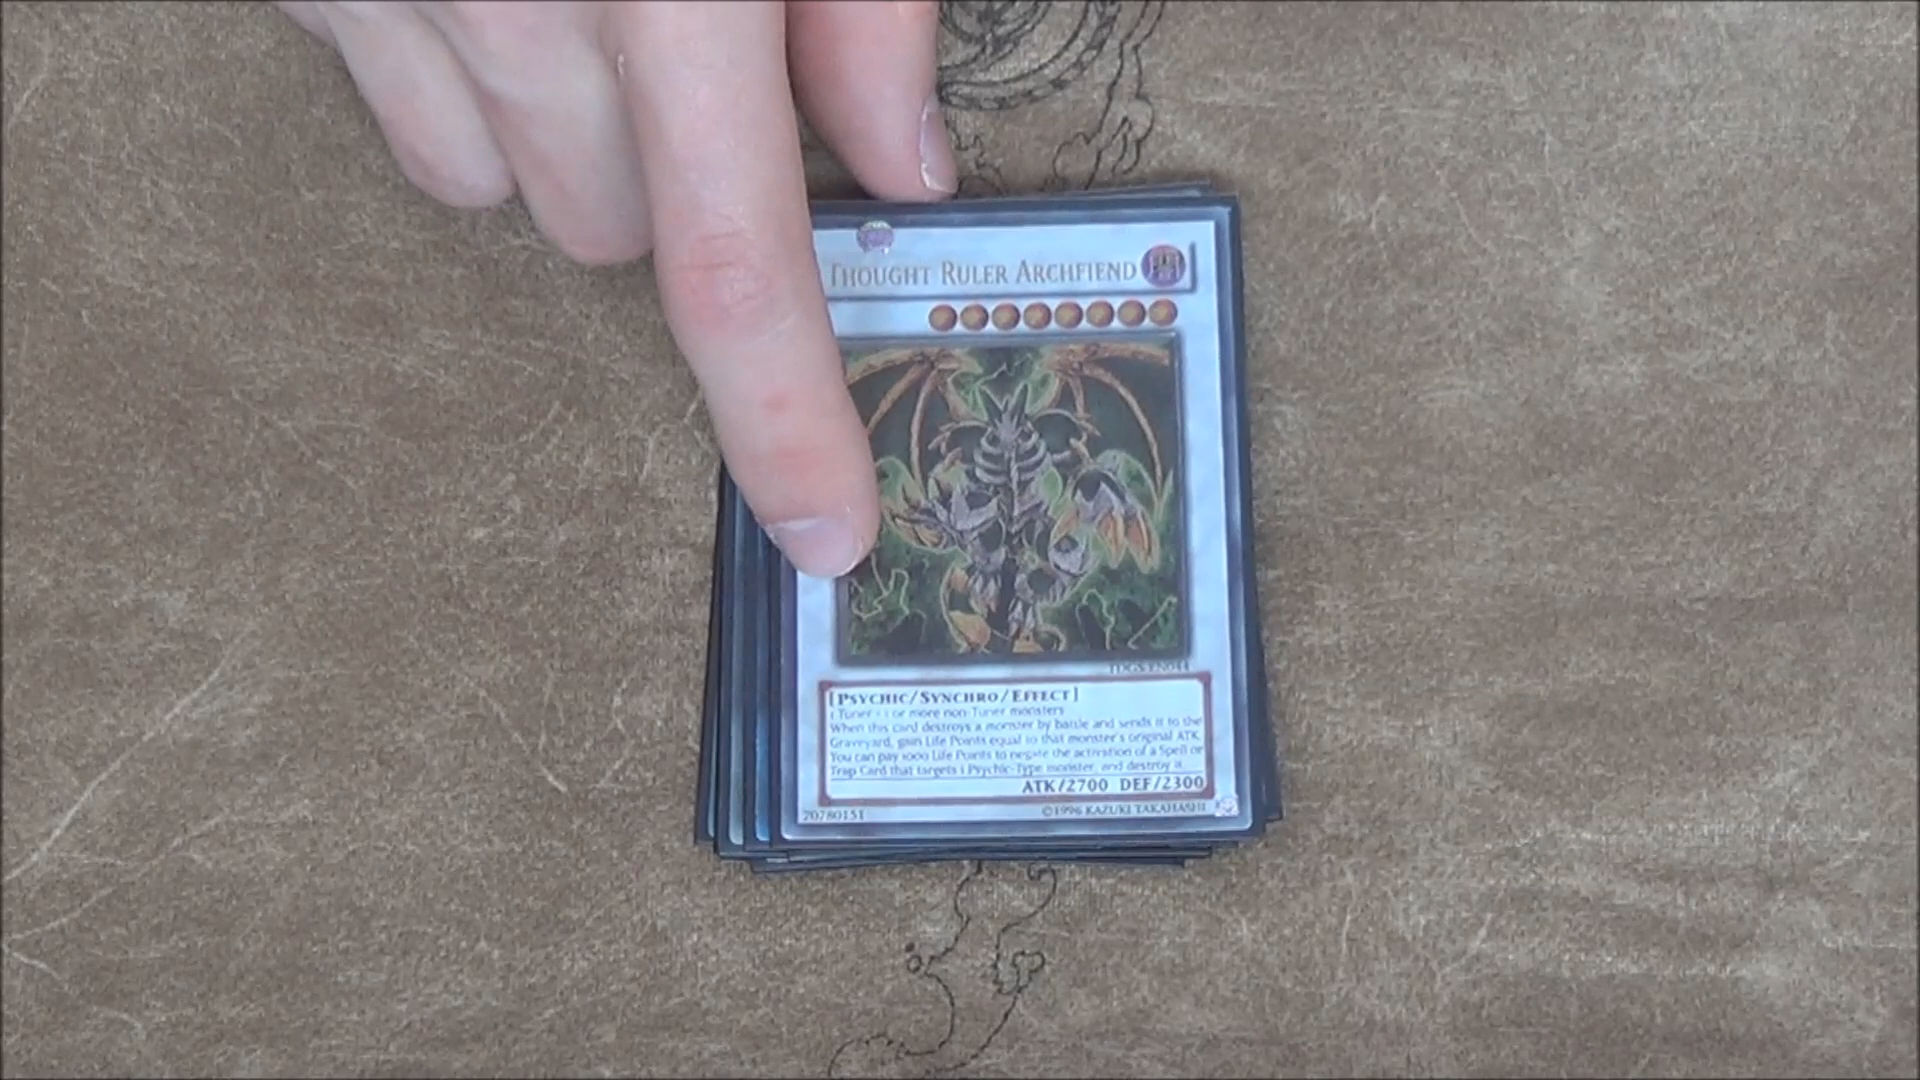 THOUGHT RULER ARCHFIEND
TDGS-EN044
[PSYCHIC/SYNCHRO/EFFECT]
1 Tuner + 1 or more non-Tuner monsters
When this card destroys a monster by battle and sends it to the
Graveyard, gain Life Points equal to that monster's original ATK.
You can pay 1000 Life Points to negate the activation of a Spell or
Trap Card that targets 1 Psychic-Type monster, and destroy it.
ATK/2700 DEF/2300
20780151
©1996 KAZUKI TAKAHASHI